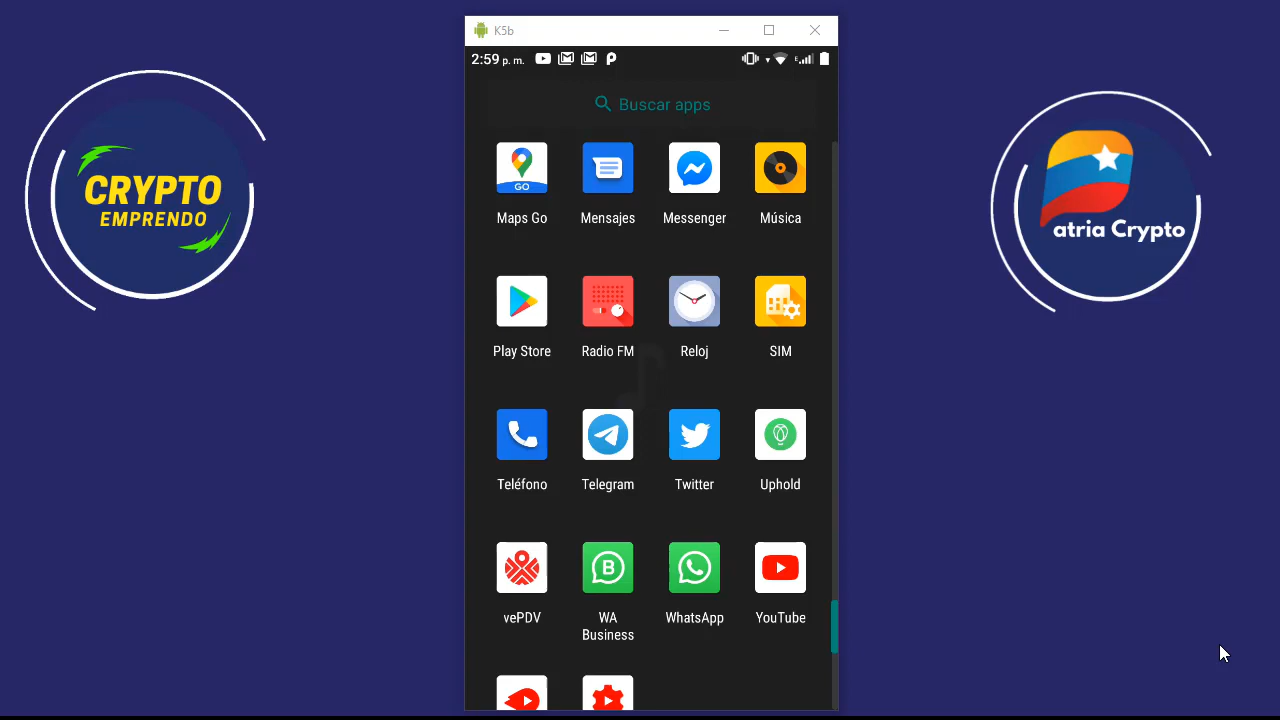 K5b
2:59 p. m.
E
Buscar apps
CRYPTO
EMPRENDO
atria Crypto
GO
Maps Go
Mensajes
Messenger
Música
Play Store
Radio FM
Reloj
SIM
Teléfono
Telegram
Twitter
Uphold
B
vePDV
WA
Business
WhatsApp
YouTube